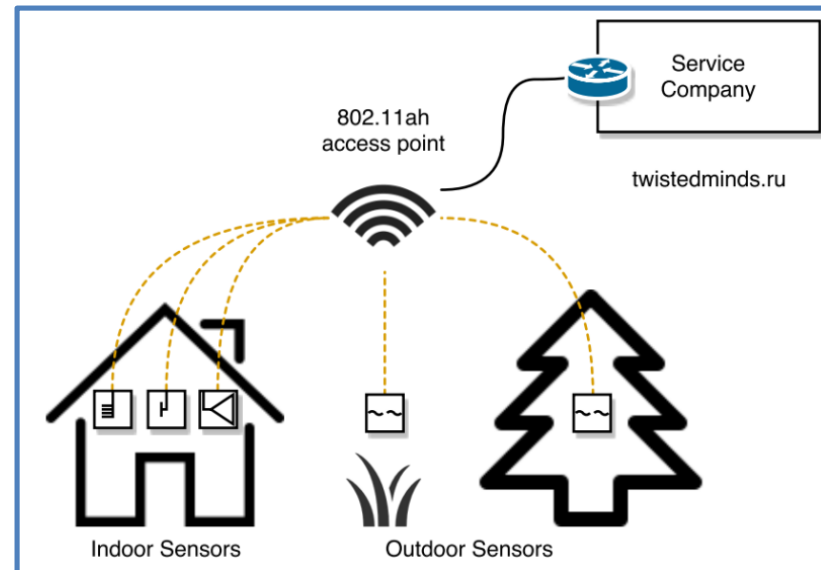 Service
Company
802.11ah
access point
twistedminds.ru
Indoor Sensors
Outdoor Sensors